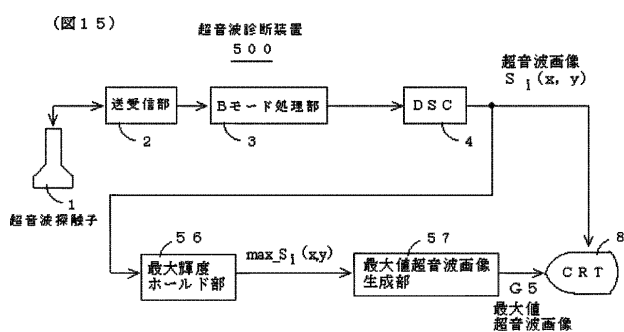 (図15)
超音波診断装置
500
超音波画像
S_i(x, y)
送受信部
2
Bモード処理部
3
DSC
4
1
超音波探触子
56
最大輝度
ホールド部
max_S_i(x,y)
57
最大値超音波画像
生成部
8
CRT
G5
最大値
超音波画像